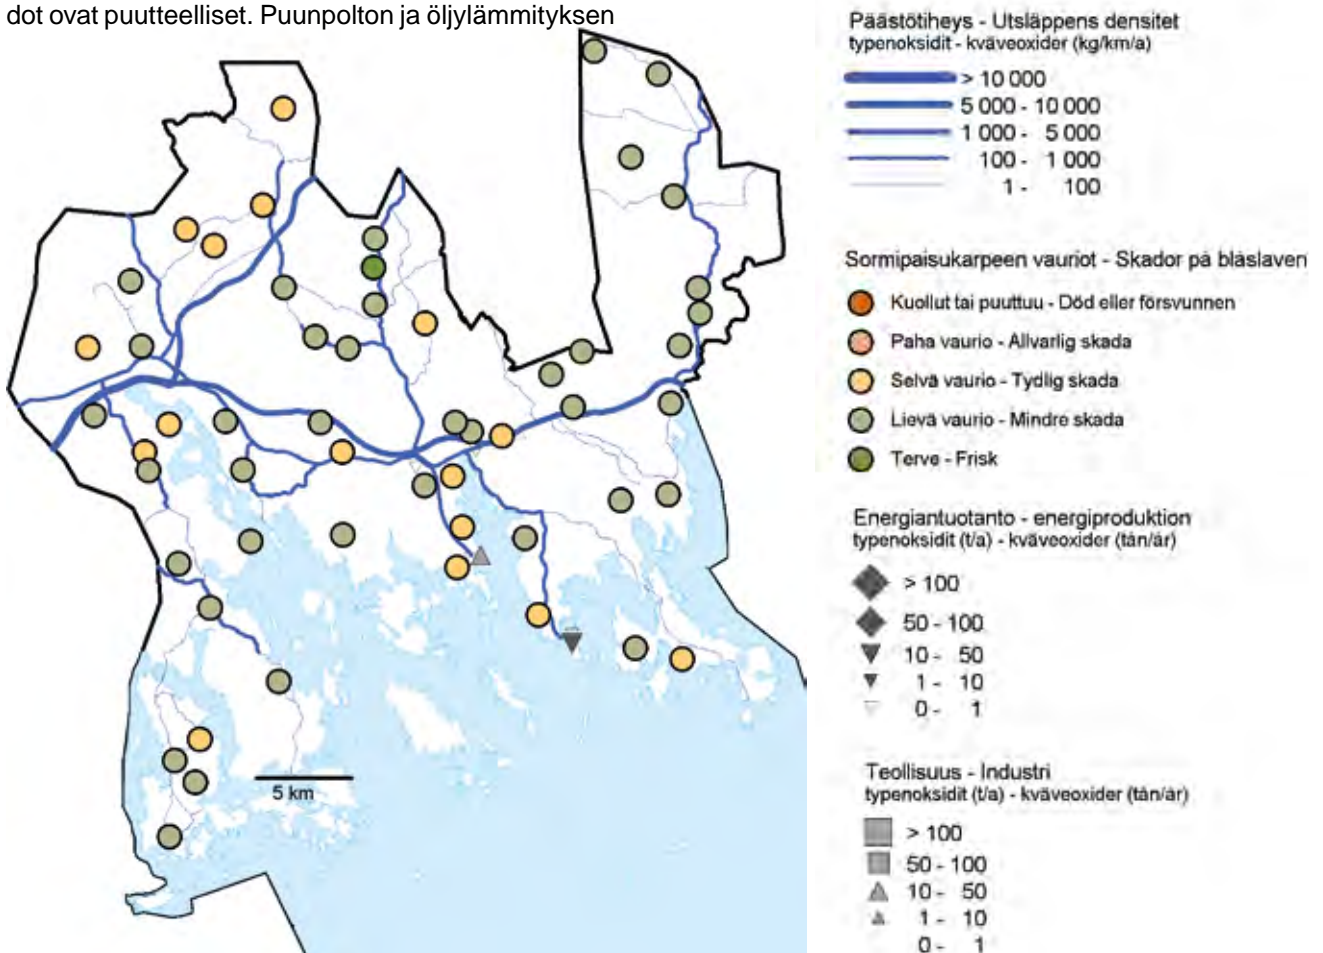 dot ovat puutteelliset. Puunpolton ja öljylämmityksen
Päästötiheys - Utsläppens densitet
typenoksidit - kväveoxider (kg/km/a)
> 10 000
5 000 - 10 000
1 000 - 5 000
100 - 1 000
1 - 100
Sormipaisukarpeen vauriot - Skador på blåslaven
Kuollut tai puuttuu - Död eller försvunnen
Paha vaurio - Allvarlig skada
Selvä vaurio - Tydlig skada
Lievä vaurio - Mindre skada
Terve - Frisk
Energiantuotanto - energiproduktion
typenoksidit (t/a) - kväveoxider (tån/år)
> 100
50 - 100
10 - 50
1 - 10
0 - 1
Teollisuus - Industri
typenoksidit (t/a) - kväveoxider (tån/år)
> 100
50 - 100
10 - 50
1 - 10
0 - 1
5 km